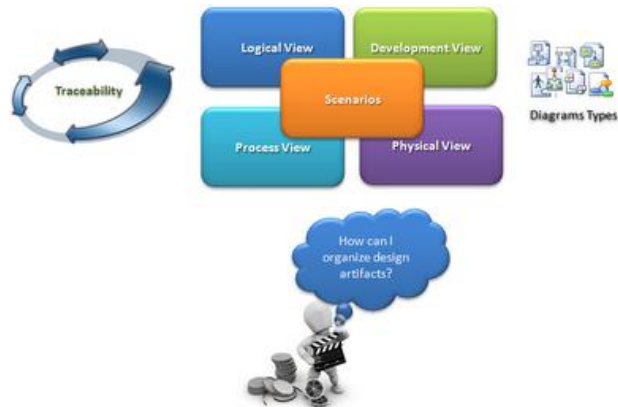 Logical View
Development View
Traceability
Scenarios
Diagrams Types
Process View
Physical View
How can I
organize design
artifacts?